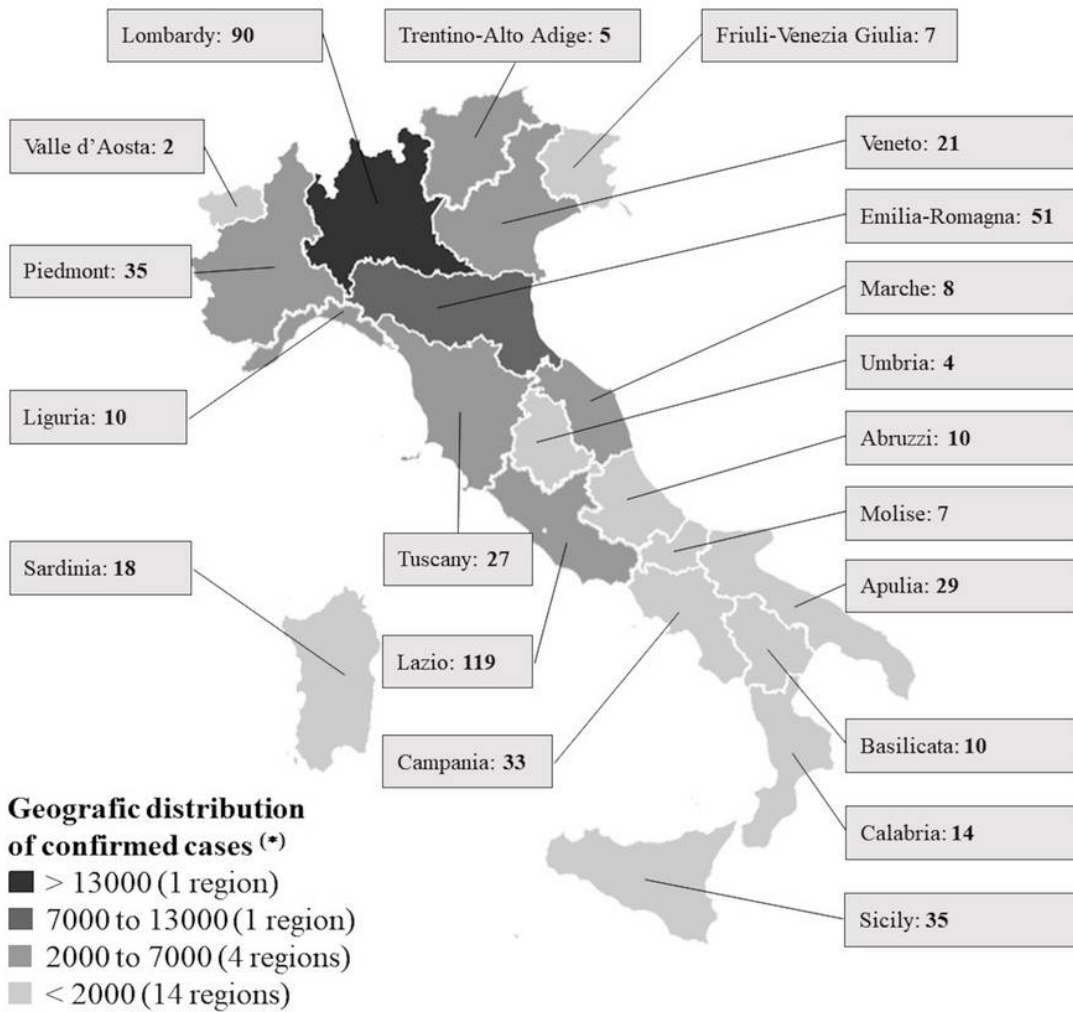 Lombardy: 90
Trentino-Alto Adige: 5
Friuli-Venezia Giulia: 7
Valle d’Aosta: 2
Veneto: 21
Emilia-Romagna: 51
Piedmont: 35
Marche: 8
Umbria: 4
Liguria: 10
Abruzzi: 10
Molise: 7
Sardinia: 18
Tuscany: 27
Apulia: 29
Lazio: 119
Campania: 33
Basilicata: 10
Calabria: 14
Sicily: 35
Geografic distribution
of confirmed cases (*)
> 13000 (1 region)
7000 to 13000 (1 region)
2000 to 7000 (4 regions)
< 2000 (14 regions)